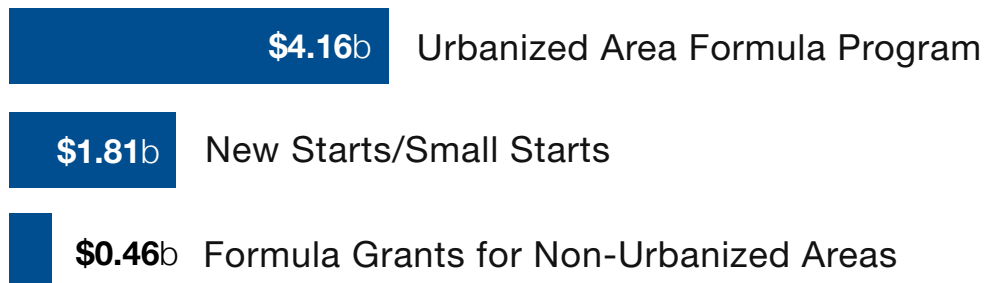 $4.16b Urbanized Area Formula Program
$1.81b New Starts/Small Starts
$0.46b Formula Grants for Non-Urbanized Areas